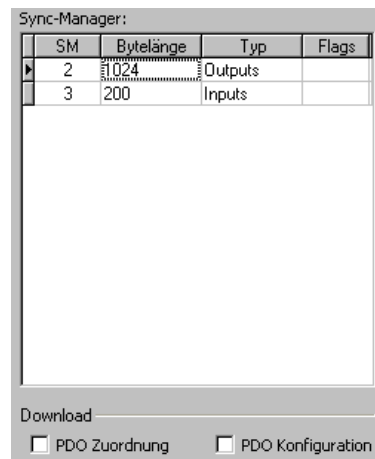 Sync-Manager:
SM Bytelänge Typ Flags
2 1024 Outputs
3 200 Inputs
Download
PDO Zuordnung PDO Konfiguration